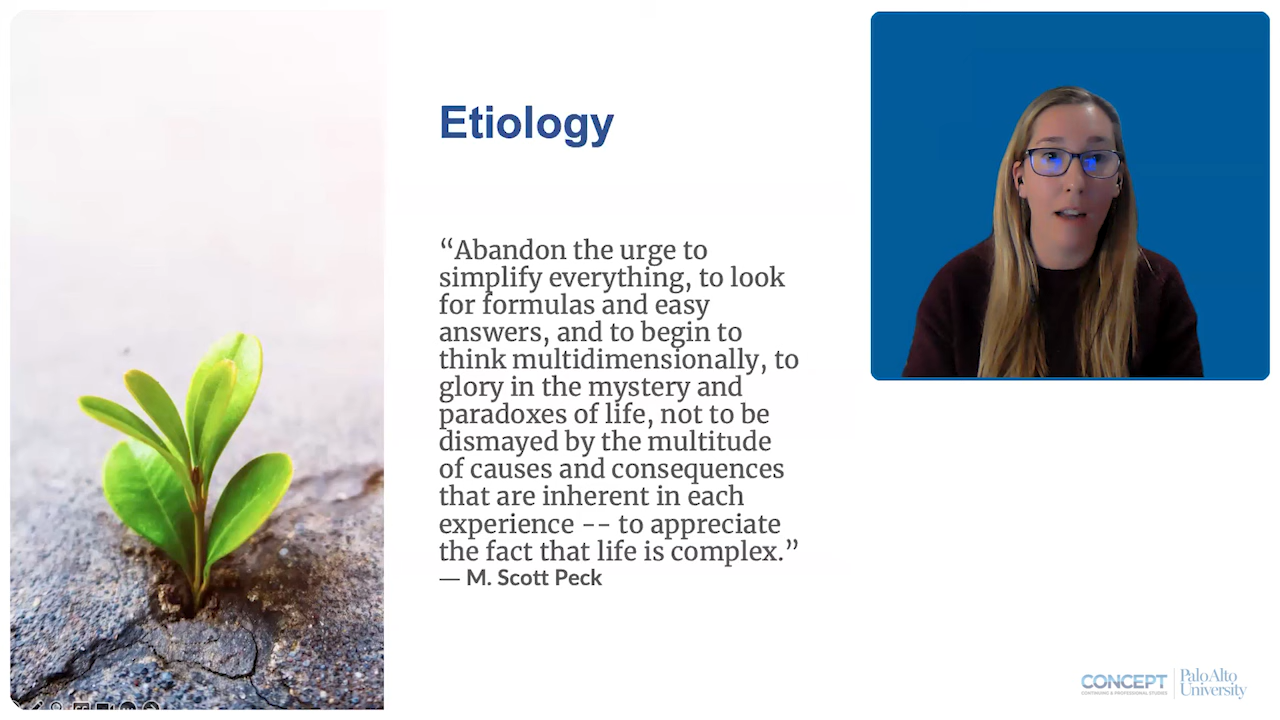 Etiology
“Abandon the urge to
simplify everything, to look
for formulas and easy
answers, and to begin to
think multidimensionally, to
glory in the mystery and
paradoxes of life, not to be
dismayed by the multitude
of causes and consequences
that are inherent in each
experience -- to appreciate
the fact that life is complex.”
— M. Scott Peck
CONCEPT
CONTINUING & PROFESSIONAL STUDIES
Palo Alto
University